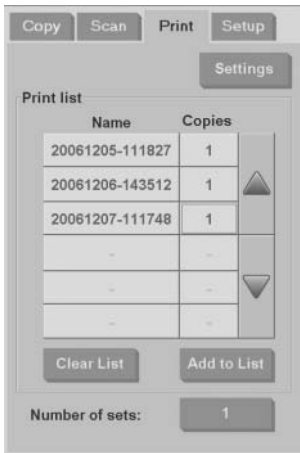 Copy Scan Print Setup
Settings
Print list
Name Copies
20061205-111827 1
20061206-143512 1
20061207-111748 1
- -
- -
- -
Clear List Add to List
Number of sets: 1